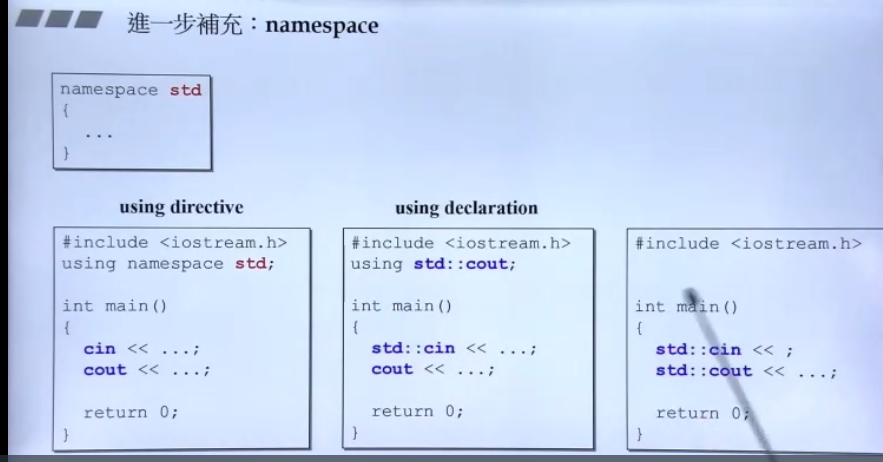 進一步補充：namespace
namespace std
{
...
}
using directive
#include <iostream.h>
using namespace std;
int main()
{
cin << ...;
cout << ...;
return 0;
}
using declaration
#include <iostream.h>
using std::cout;
int main()
{
std::cin << ...;
cout << ...;
return 0;
}
#include <iostream.h>
int main()
{
std::cin << ;
std::cout << ...;
return 0;
}